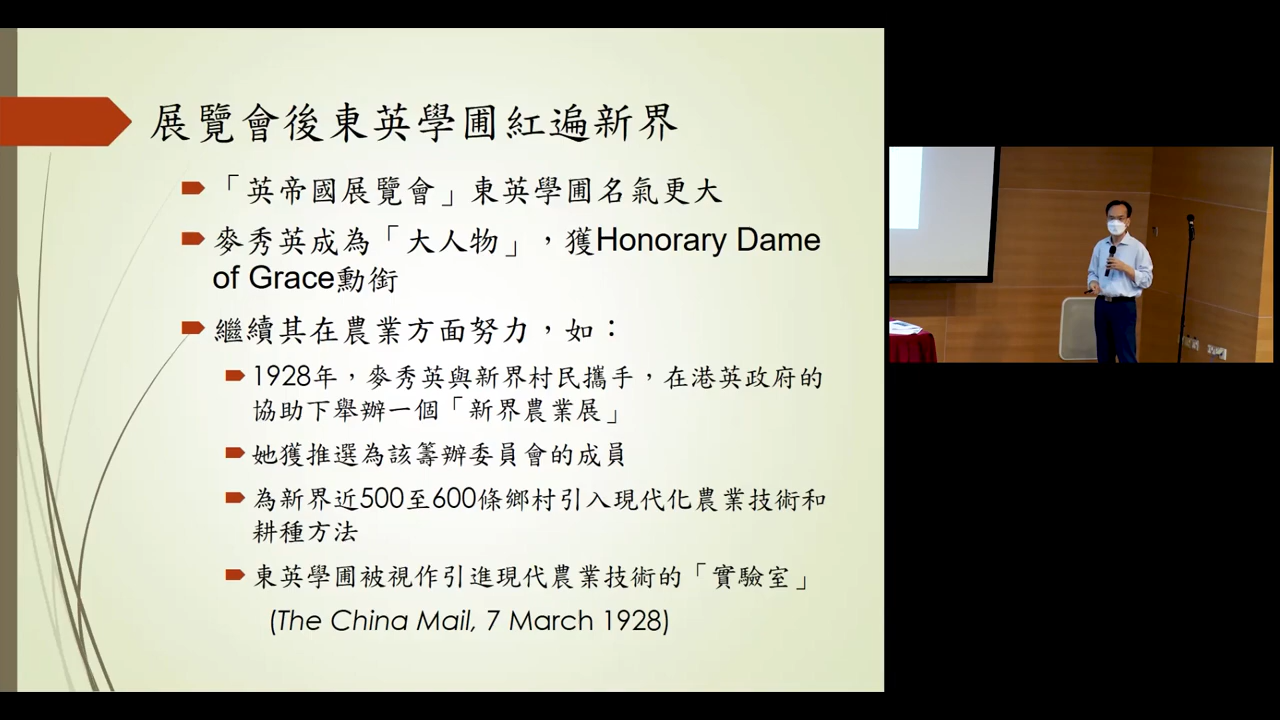 展覽會後東英學圃紅遍新界
「英帝國展覽會」東英學圃名氣更大
麥秀英成為「大人物」，獲Honorary Dame
of Grace勳銜
繼續其在農業方面努力，如：
1928年，麥秀英與新界村民攜手，在港英政府的
協助下舉辦一個「新界農業展」
她獲推選為該籌辦委員會的成員
為新界近500至600條鄉村引入現代化農業技術和
耕種方法
東英學圃被視作引進現代農業技術的「實驗室」
(The China Mail, 7 March 1928)